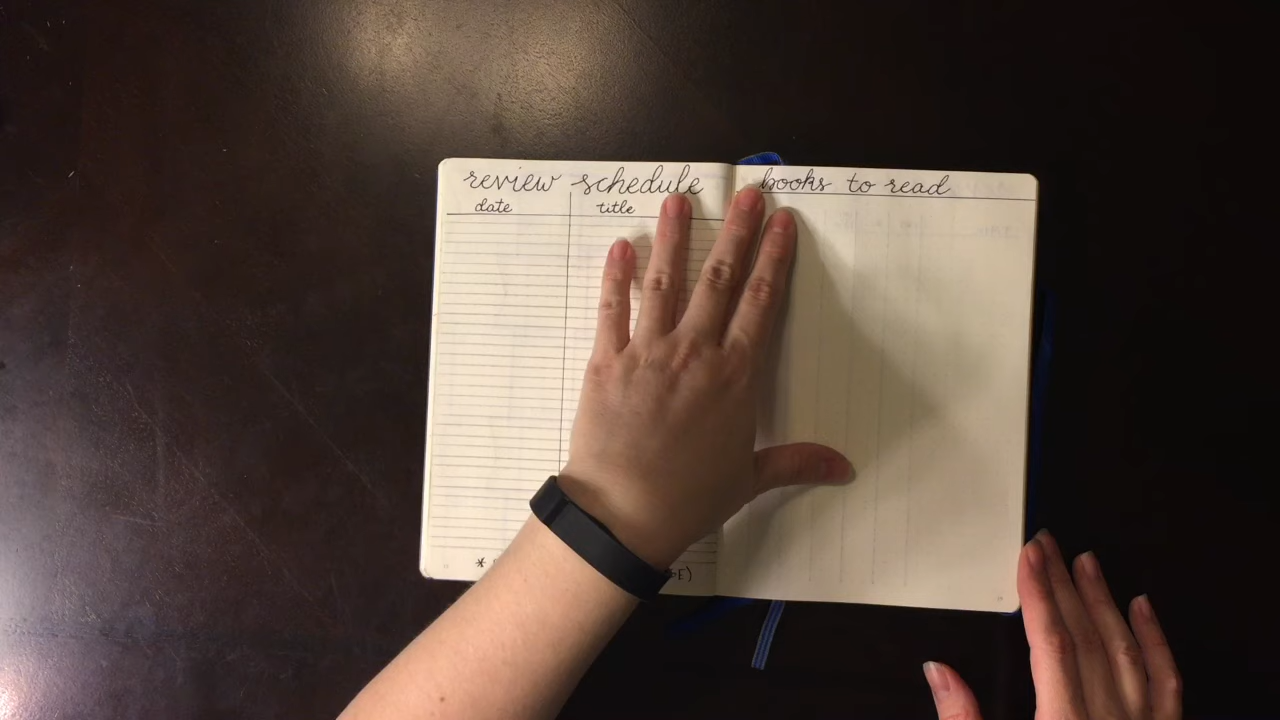 review schedule
date title
*
E)
books to read